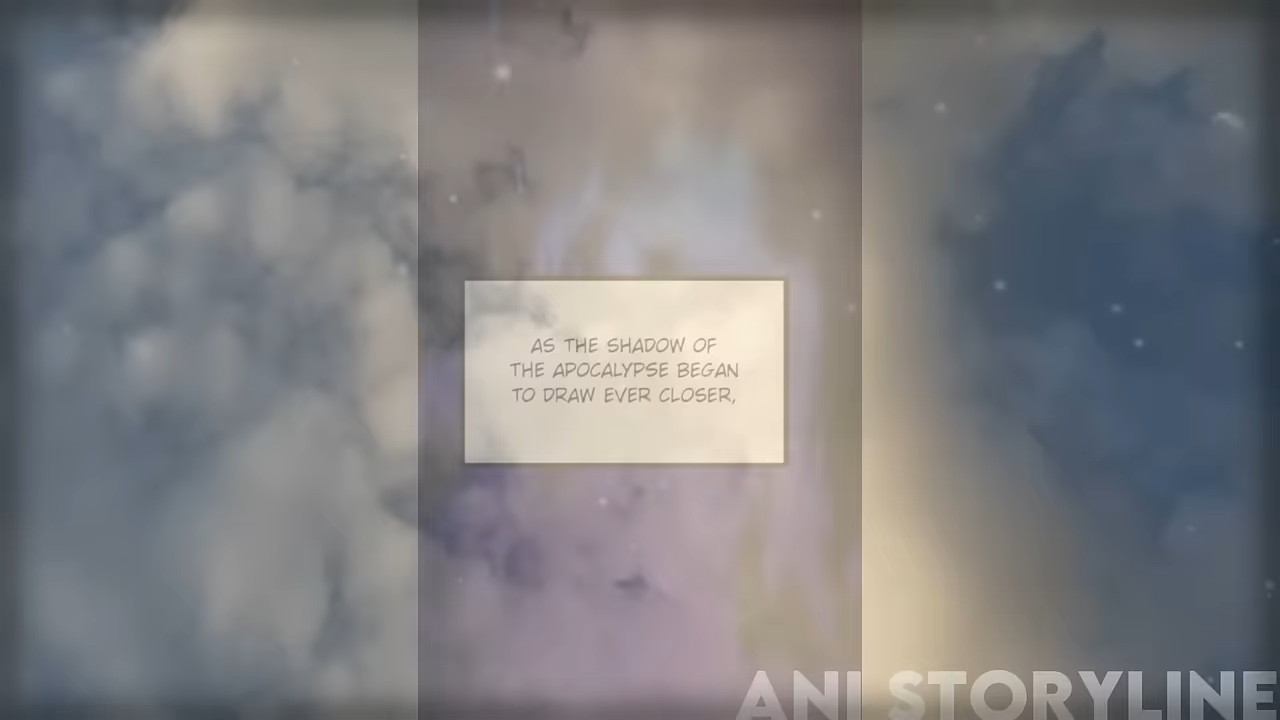 AS THE SHADOW OF
THE APOCALYPSE BEGAN
TO DRAW EVER CLOSER,
ANI STORYLINE